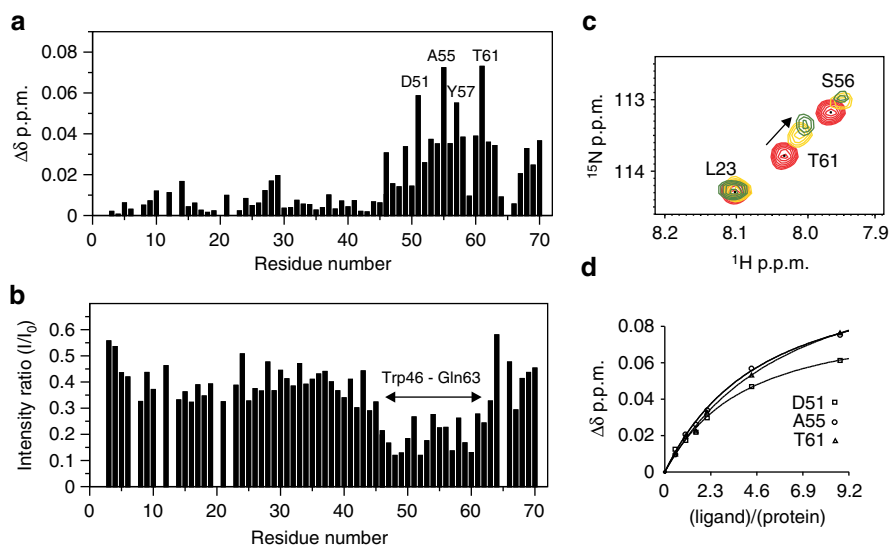 a
Δδ p.p.m.
0.08
0.06
0.04
0.02
0
D51
A55
Y57
T61
0 10 20 30 40 50 60 70
Residue number
b
Intensity ratio (I/I0)
0.6
0.5
0.4
0.3
0.2
0.1
0
Trp46 - Gln63
0 10 20 30 40 50 60 70
Residue number
c
15N p.p.m.
113
114
S56
T61
L23
8.2 8.1 8.0 7.9
1H p.p.m.
d
Δδ p.p.m.
0.08
0.06
0.04
0.02
0
D51
A55
T61
0 2.3 4.6 6.9 9.2
(ligand)/(protein)